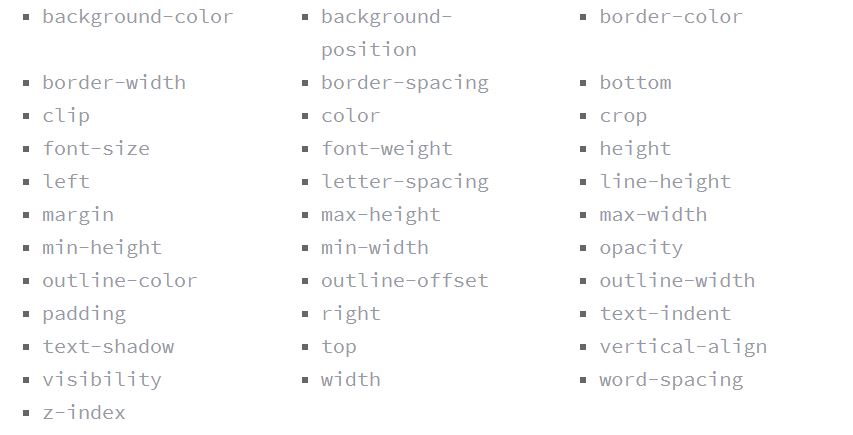 background-color
background-
position
border-color
border-width
border-spacing
bottom
clip
color
crop
font-size
font-weight
height
left
letter-spacing
line-height
margin
max-height
max-width
min-height
min-width
opacity
outline-color
outline-offset
outline-width
padding
right
text-indent
text-shadow
top
vertical-align
visibility
width
word-spacing
z-index